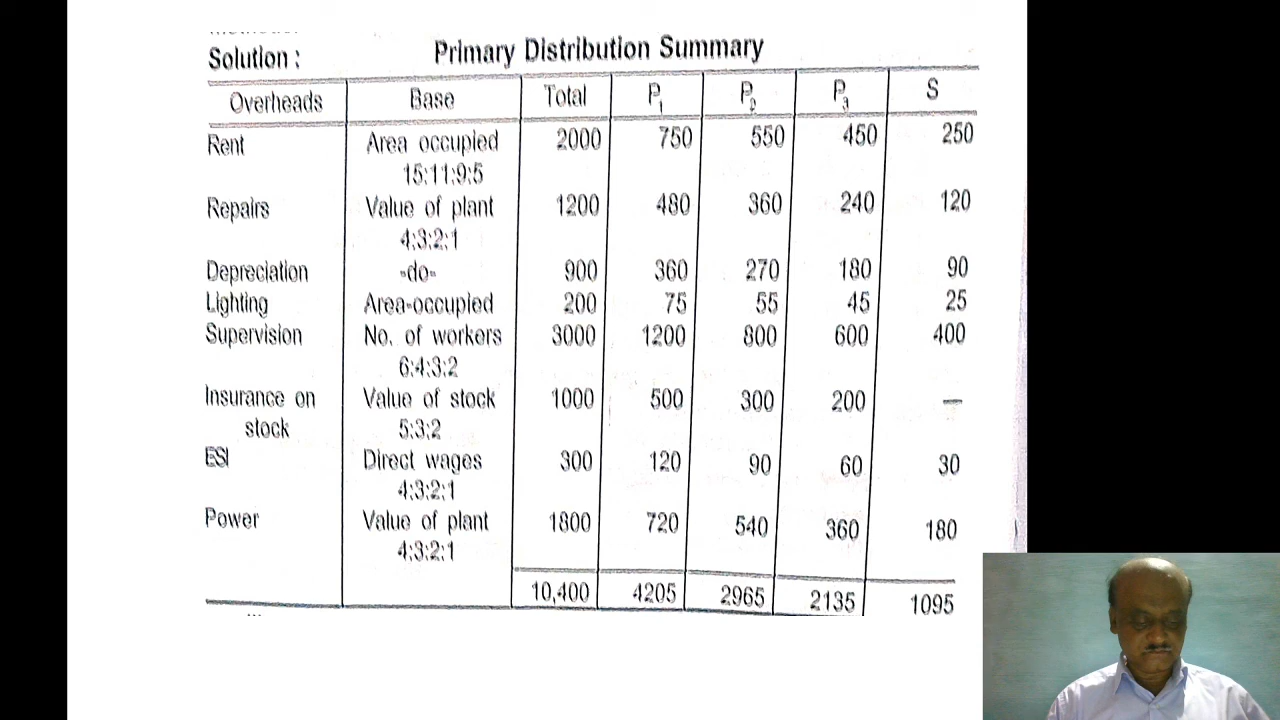 Solution : Primary Distribution Summary
Overheads Base Total P1 P2 P3 S
Rent Area occupied 2000 750 550 450 250
15:11:9:5
Repairs Value of plant 1200 480 360 240 120
4:3:2:1
Depreciation -do- 900 360 270 180 90
Lighting Area-occupied 200 75 55 45 25
Supervision No. of workers 3000 1200 800 600 400
6:4:3:2
Insurance on Value of stock 1000 500 300 200 —
stock 5:3:2
ESI Direct wages 300 120 90 60 30
4:3:2:1
Power Value of plant 1800 720 540 360 180
4:3:2:1
10,400 4205 2965 2135 1095